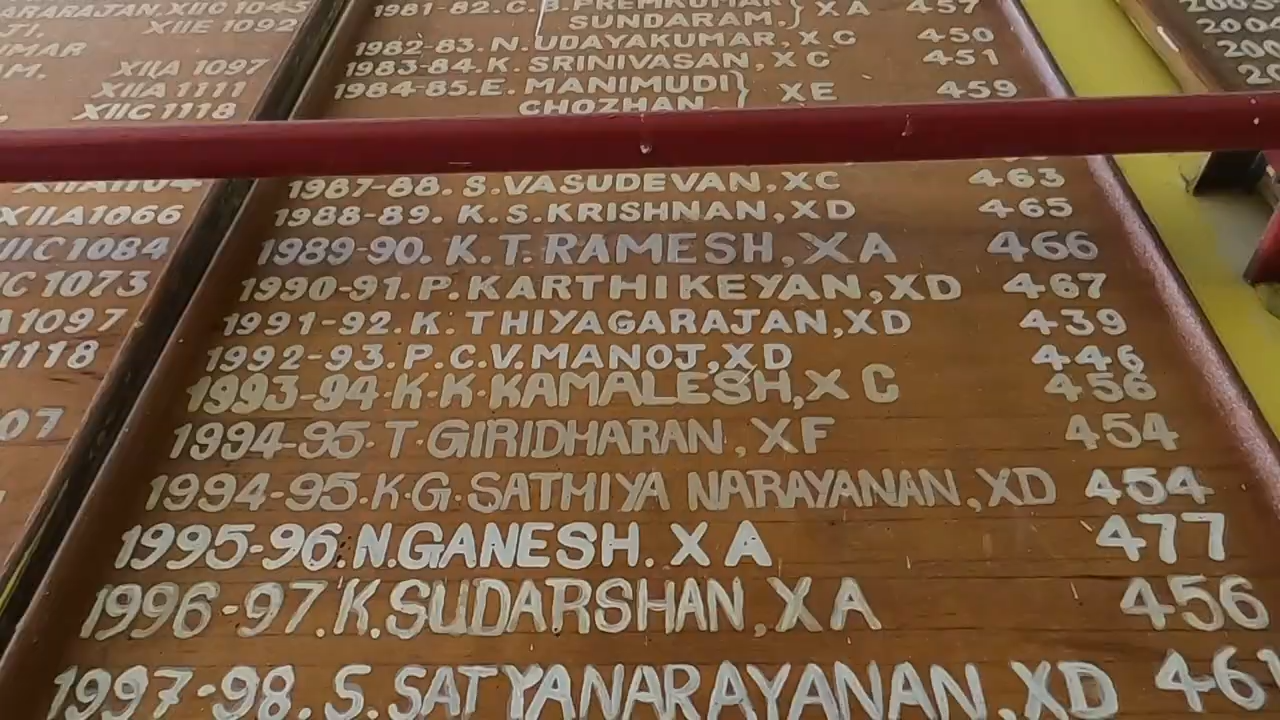 XIIC 1045
XIIE 1092
XIIA 1097
XIIA 1111
XIIC 1118
XIIA 1066
1084
1073
1097
1118
1981-82. C.B. PREMKUMAR } X A 457
SUNDARAM.
1982-83. N. UDAYAKUMAR, X C 450
1983-84. K. SRINIVASAN, X C 451
1984-85. E. MANIMUDI } XE 459
CHOZHAN
1987-88. S. VASUDEVAN, XC 463
1988-89. K. S. KRISHNAN, XD 465
1989-90. K. T. RAMESH, XA 466
1990-91. P. KARTHIKEYAN, XD 467
1991-92. K. THIYAGARAJAN, XD 439
1992-93. P. C. V. MANOJ, XD 446
1993-94. K. K. KAMALESH, X C 456
1994-95. T. GIRIDHARAN, XF 454
1994-95. K. G. SATHIYA NARAYANAN, XD 454
1995-96. N. GANESH. X A 477
1996-97. K. SUDARSHAN, X A 456
1997-98. S. SATYANARAYANAN, XD 461